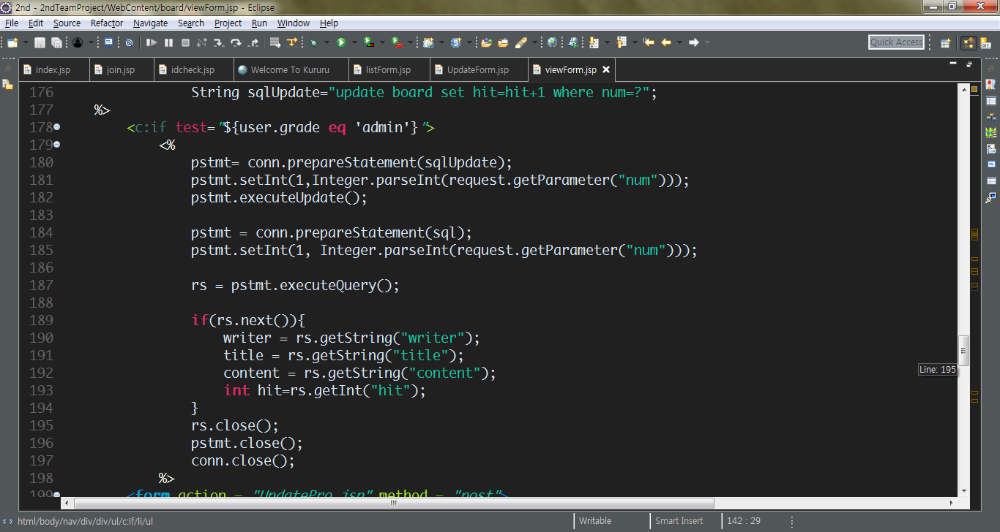 2nd - 2ndTeamProject/WebContent/board/viewForm.jsp - Eclipse
File Edit Source Refactor Navigate Search Project Run Window Help
Quick Access
index.jsp join.jsp idcheck.jsp Welcome To Kururu listForm.jsp UpdateForm.jsp viewForm.jsp
176 String sqlUpdate="update board set hit=hit+1 where num=?";
177 %>
178 <c:if test="${user.grade eq 'admin'}">
179 <%
180 pstmt= conn.prepareStatement(sqlUpdate);
181 pstmt.setInt(1,Integer.parseInt(request.getParameter("num")));
182 pstmt.executeUpdate();
183
184 pstmt = conn.prepareStatement(sql);
185 pstmt.setInt(1, Integer.parseInt(request.getParameter("num")));
186
187 rs = pstmt.executeQuery();
188
189 if(rs.next()){
190 writer = rs.getString("writer");
191 title = rs.getString("title");
192 content = rs.getString("content");
193 int hit=rs.getInt("hit");
194 }
195 rs.close();
196 pstmt.close();
197 conn.close();
198 %>
199 <form action = "UpdatePro.jsp" method = "post">
Line: 195
html/body/nav/div/div/ul/c:if/li/ul Writable Smart Insert 142 : 29